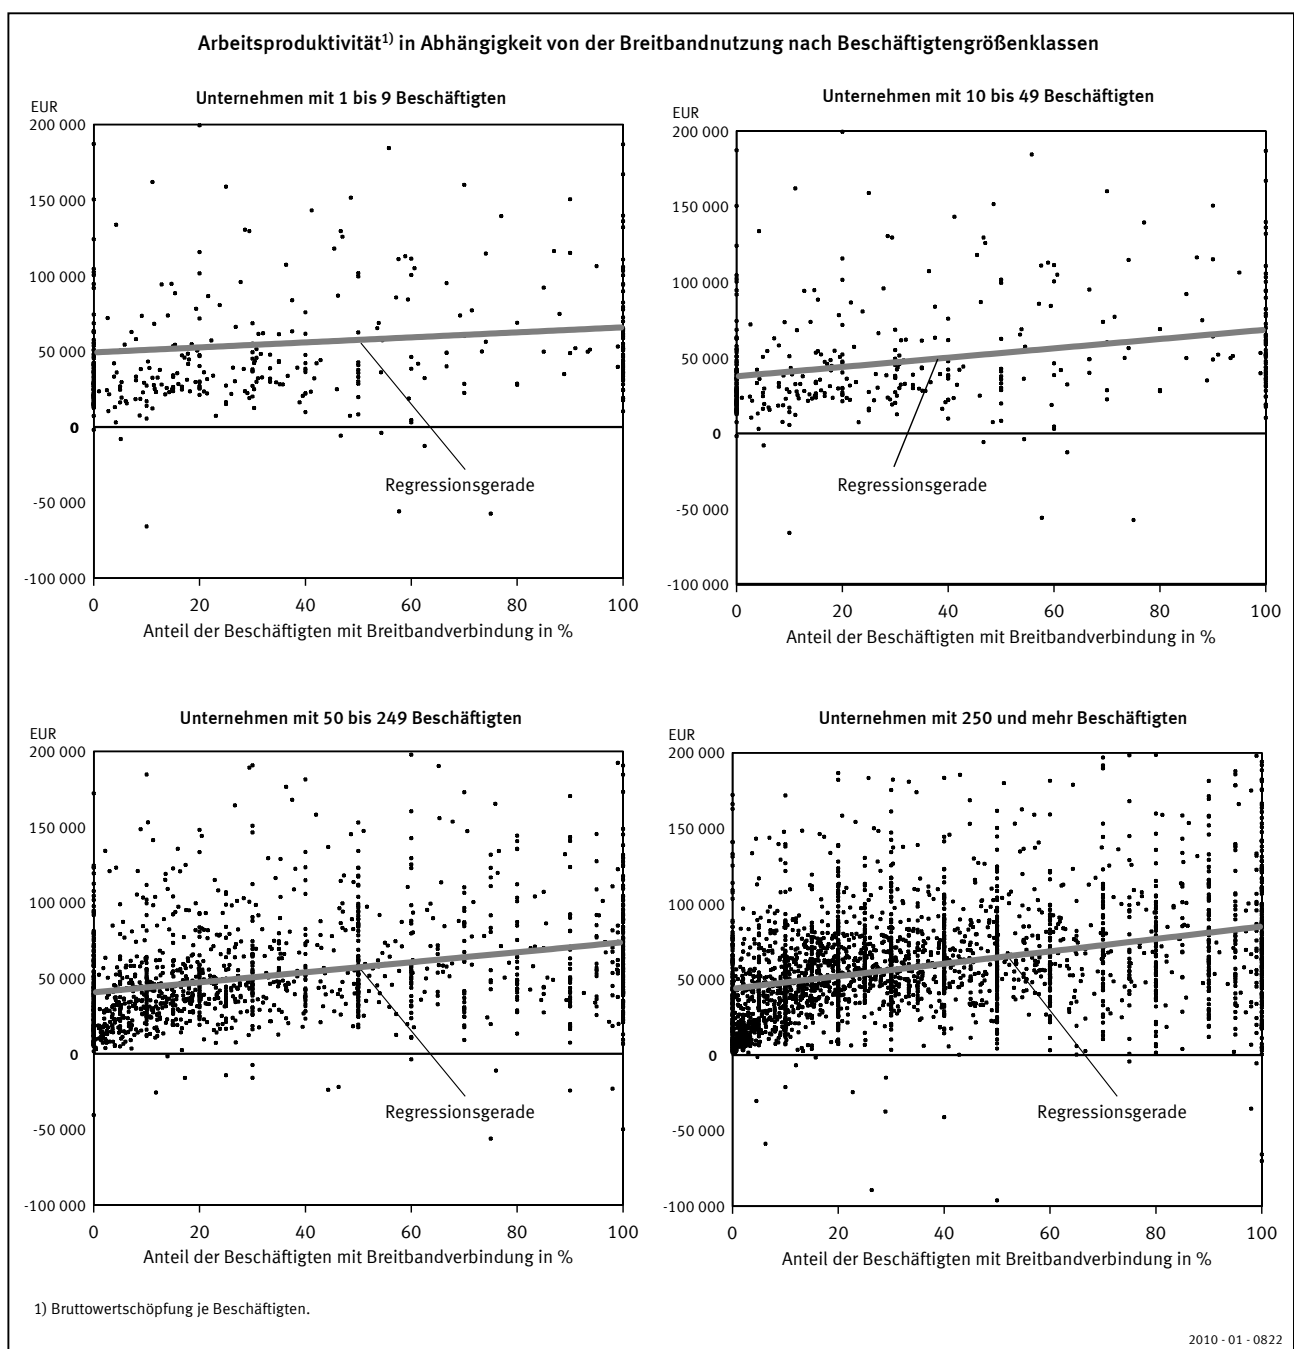 Arbeitsproduktivität1) in Abhängigkeit von der Breitbandnutzung nach Beschäftigtengrößenklassen
Unternehmen mit 1 bis 9 Beschäftigten
EUR
200 000
150 000
100 000
50 000
0
-50 000
-100 000
0 20 40 60 80 100
Regressionsgerade
Anteil der Beschäftigten mit Breitbandverbindung in %
Unternehmen mit 10 bis 49 Beschäftigten
EUR
200 000
150 000
100 000
50 000
0
-50 000
-100 000
0 20 40 60 80 100
Regressionsgerade
Anteil der Beschäftigten mit Breitbandverbindung in %
Unternehmen mit 50 bis 249 Beschäftigten
EUR
200 000
150 000
100 000
50 000
0
-50 000
-100 000
0 20 40 60 80 100
Regressionsgerade
Anteil der Beschäftigten mit Breitbandverbindung in %
Unternehmen mit 250 und mehr Beschäftigten
EUR
200 000
150 000
100 000
50 000
0
-50 000
-100 000
0 20 40 60 80 100
Regressionsgerade
Anteil der Beschäftigten mit Breitbandverbindung in %
1) Bruttowertschöpfung je Beschäftigten.
2010 - 01 - 0822